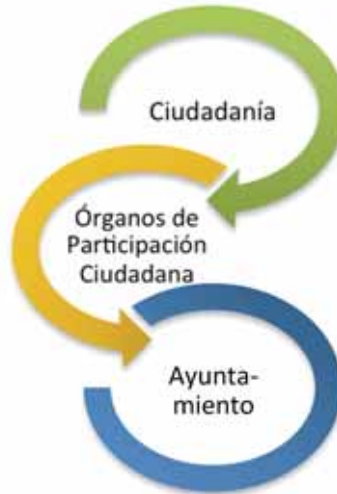 Ciudadanía
Órganos de
Participación
Ciudadana
Ayunta-
miento